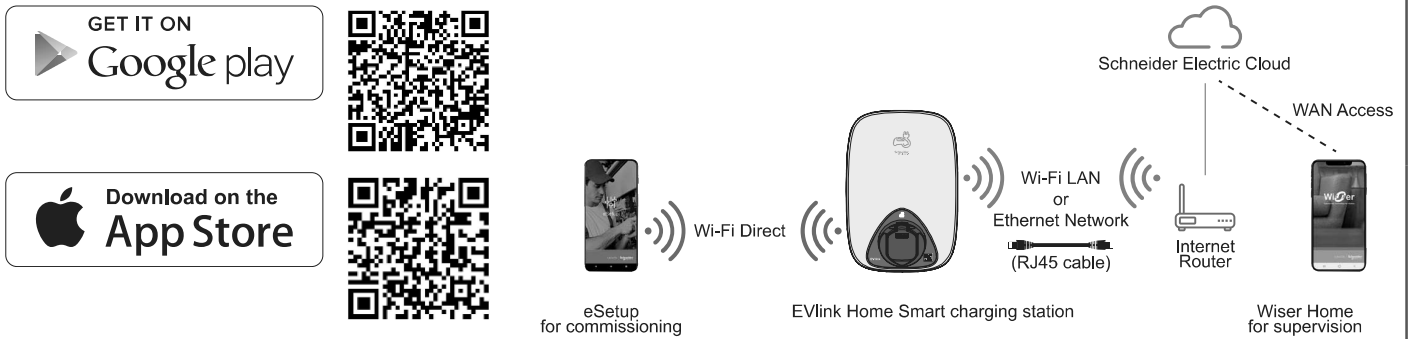 GET IT ON
Google play
Download on the
App Store
Schneider Electric Cloud
WAN Access
Wi-Fi Direct
Wi-Fi LAN
or
Ethernet Network
(RJ45 cable)
Internet
Router
Wiser
eSetup
for commissioning
EVlink Home Smart charging station
Wiser Home
for supervision